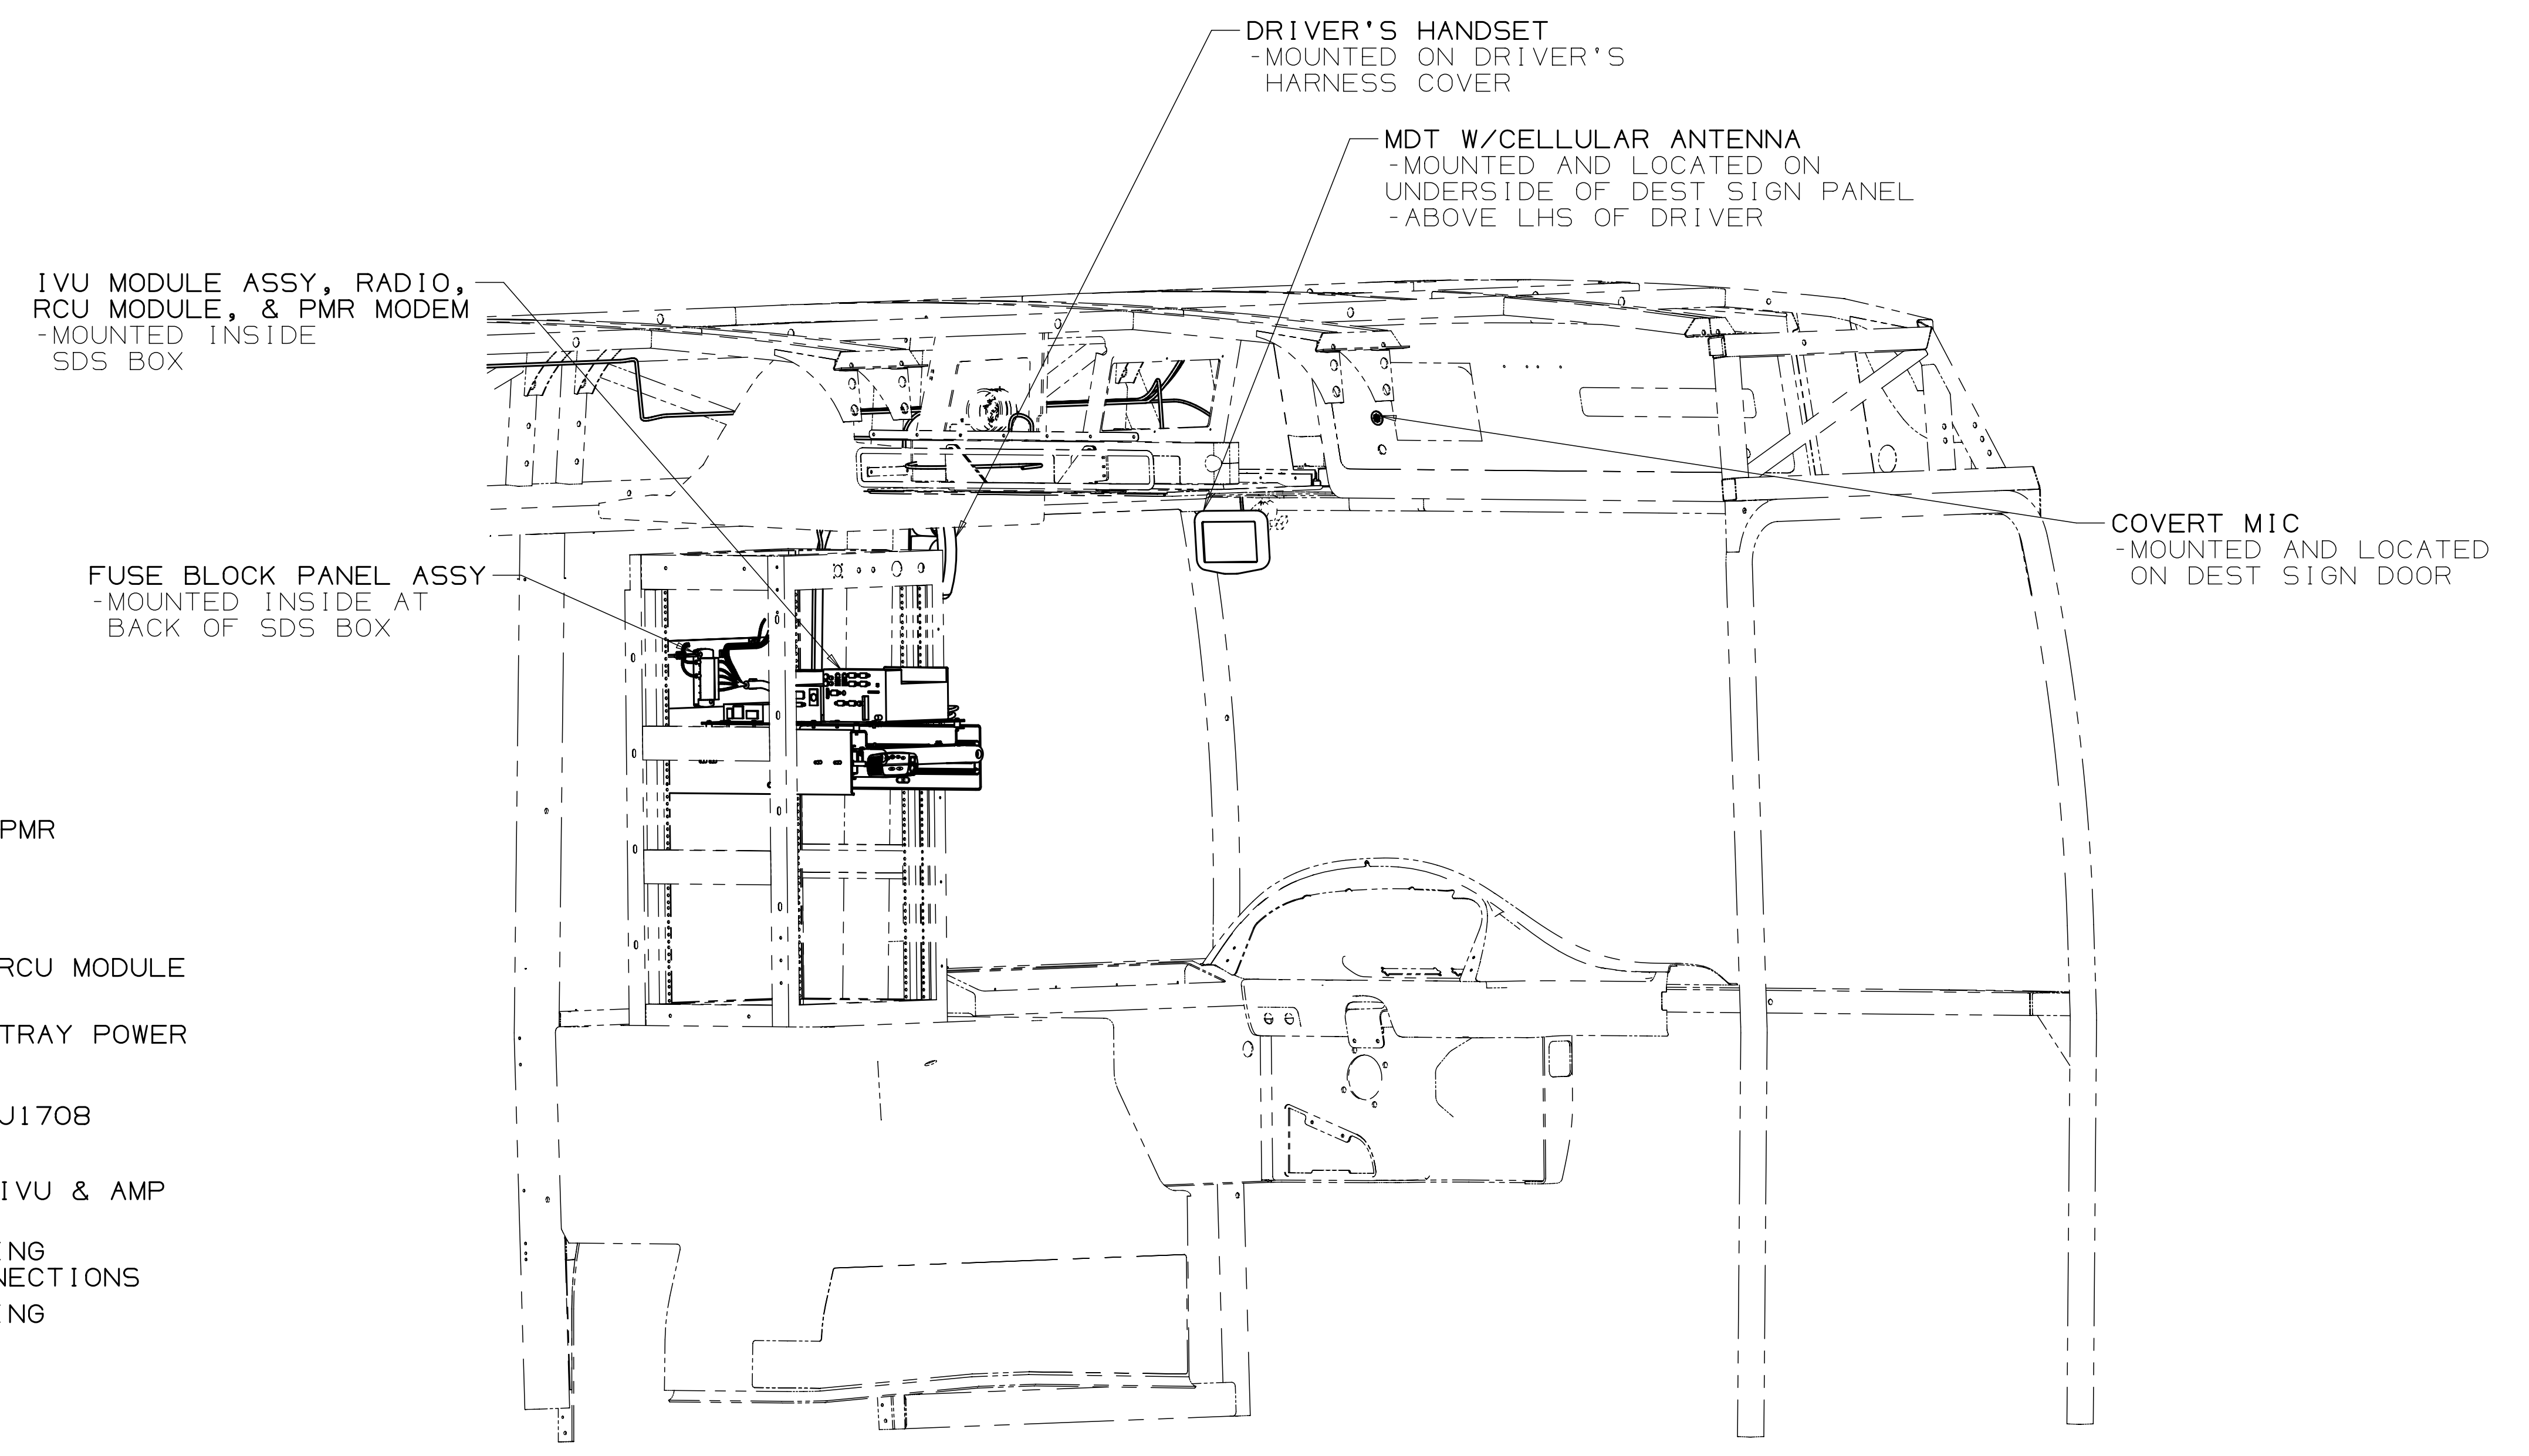 DRIVER'S HANDSET
-MOUNTED ON DRIVER'S
HARNESS COVER
MDT W/CELLULAR ANTENNA
-MOUNTED AND LOCATED ON
UNDERSIDE OF DEST SIGN PANEL
-ABOVE LHS OF DRIVER
IVU MODULE ASSY, RADIO,
RCU MODULE, & PMR MODEM
-MOUNTED INSIDE
SDS BOX
COVERT MIC
-MOUNTED AND LOCATED
ON DEST SIGN DOOR
FUSE BLOCK PANEL ASSY
-MOUNTED INSIDE AT
BACK OF SDS BOX
PMR
RCU MODULE
TRAY POWER
J1708
IVU & AMP